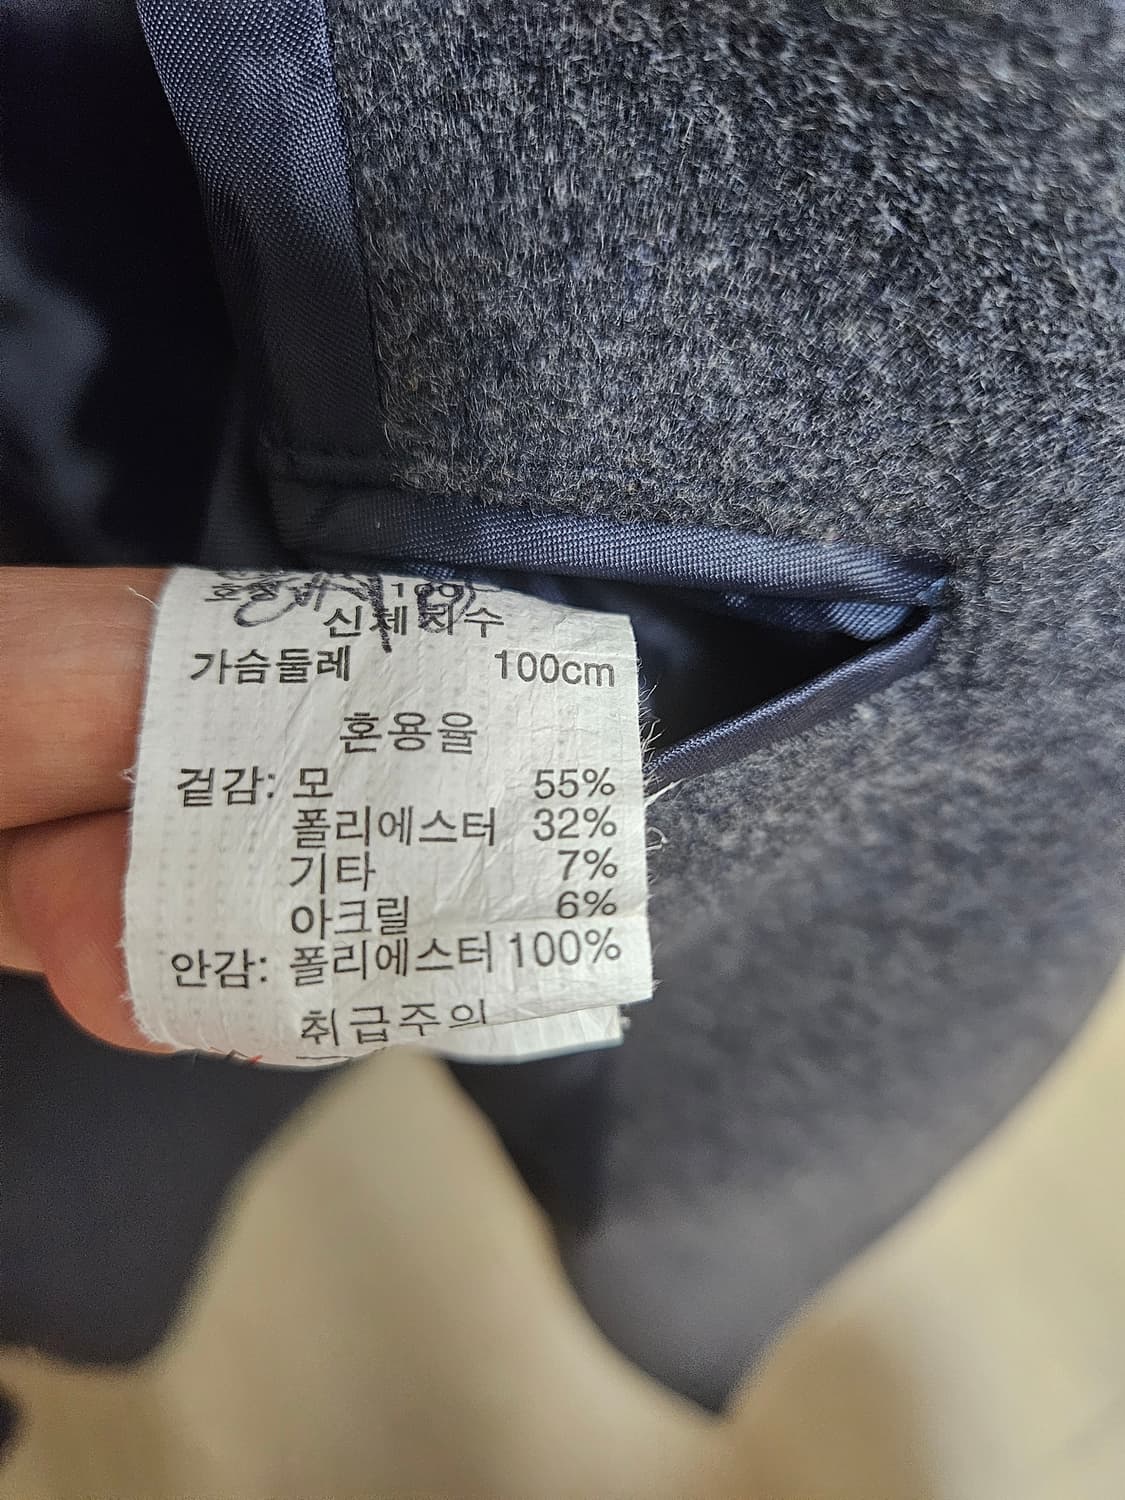 신체치수
가슴둘레 100cm
혼용율
겉감: 모 55%
폴리에스터 32%
기타 7%
아크릴 6%
안감: 폴리에스터 100%
취급주의